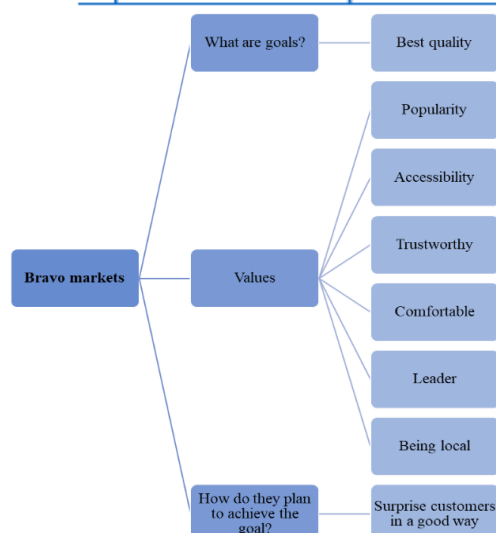 What are goals?
Best quality
Popularity
Accessibility
Trustworthy
Bravo markets
Values
Comfortable
Leader
Being local
How do they plan
to achieve the
goal?
Surprise customers
in a good way